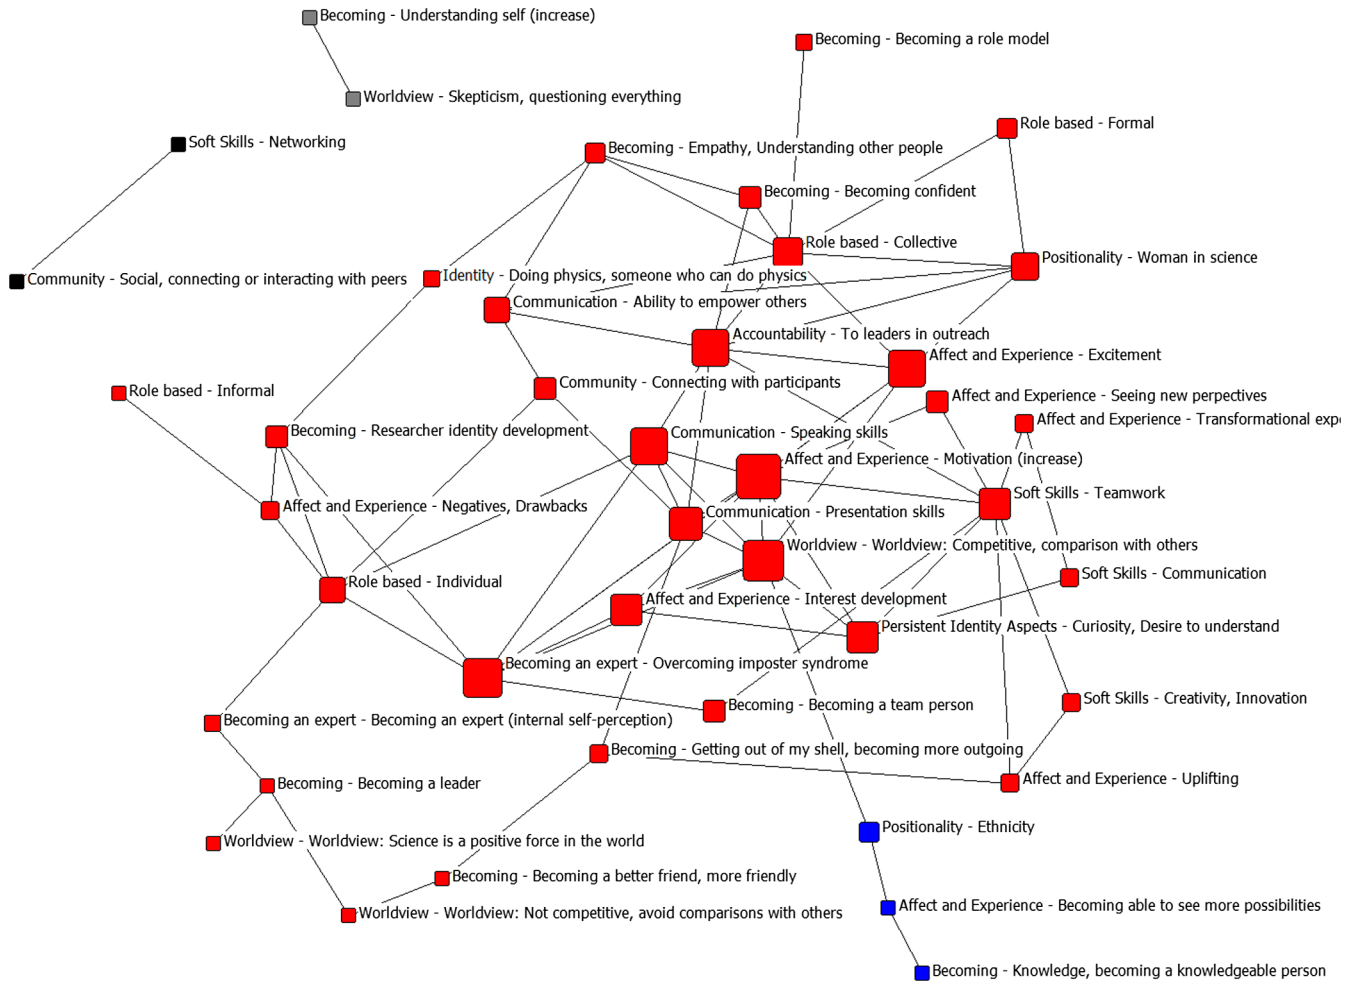 Becoming - Understanding self (increase)
Becoming - Becoming a role model
Worldview - Skepticism, questioning everything
Role based - Formal
Soft Skills - Networking
Becoming - Empathy, Understanding other people
Becoming - Becoming confident
Role based - Collective
Positionality - Woman in science
Identity - Doing physics, someone who can do physics
Community - Social, connecting or interacting with peers
Communication - Ability to empower others
Accountability - To leaders in outreach
Affect and Experience - Excitement
Community - Connecting with participants
Role based - Informal
Affect and Experience - Seeing new perpectives
Affect and Experience - Transformational exp
Becoming - Researcher identity development
Communication - Speaking skills
Affect and Experience - Motivation (increase)
Soft Skills - Teamwork
Affect and Experience - Negatives, Drawbacks
Communication - Presentation skills
Worldview - Worldview: Competitive, comparison with others
Soft Skills - Communication
Role based - Individual
Affect and Experience - Interest development
Persistent Identity Aspects - Curiosity, Desire to understand
Becoming an expert - Overcoming imposter syndrome
Soft Skills - Creativity, Innovation
Becoming - Becoming a team person
Becoming an expert - Becoming an expert (internal self-perception)
Becoming - Getting out of my shell, becoming more outgoing
Affect and Experience - Uplifting
Becoming - Becoming a leader
Positionality - Ethnicity
Worldview - Worldview: Science is a positive force in the world
Becoming - Becoming a better friend, more friendly
Affect and Experience - Becoming able to see more possibilities
Worldview - Worldview: Not competitive, avoid comparisons with others
Becoming - Knowledge, becoming a knowledgeable person